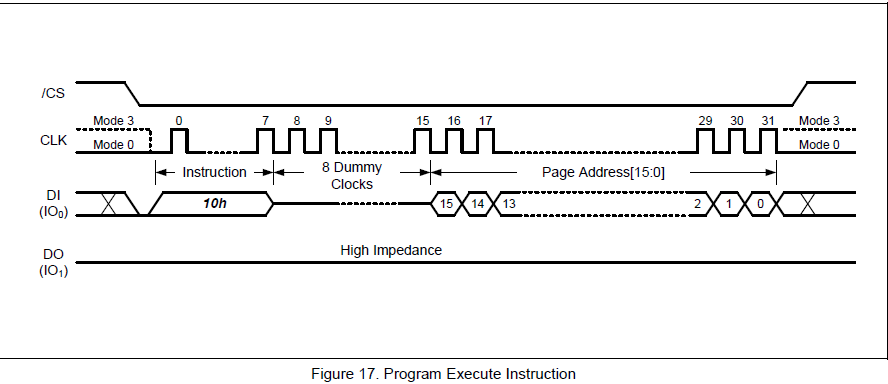 /CS
Mode 3 0 7 8 9 15 16 17 29 30 31 Mode 3
CLK Mode 0 Mode 0
Instruction 8 Dummy Clocks Page Address[15:0]
DI
(IO0) 10h 15 14 13 2 1 0
DO High Impedance
(IO1)
Figure 17. Program Execute Instruction